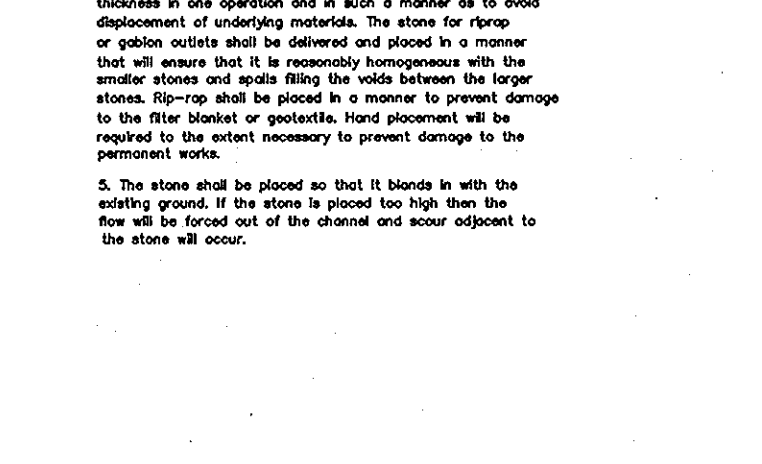 thickness in one operation and in such a manner as to avoid
displacement of underlying materials. The stone for riprap
or gabion outlets shall be delivered and placed in a manner
that will ensure that it is reasonably homogeneous with the
smaller stones and spalls filling the voids between the larger
stones. Rip-rap shall be placed in a manner to prevent damage
to the filter blanket or geotextile. Hand placement will be
required to the extent necessary to prevent damage to the
permanent works.
5. The stone shall be placed so that it blends in with the
existing ground. If the stone is placed too high then the
flow will be forced out of the channel and scour adjacent to
the stone will occur.